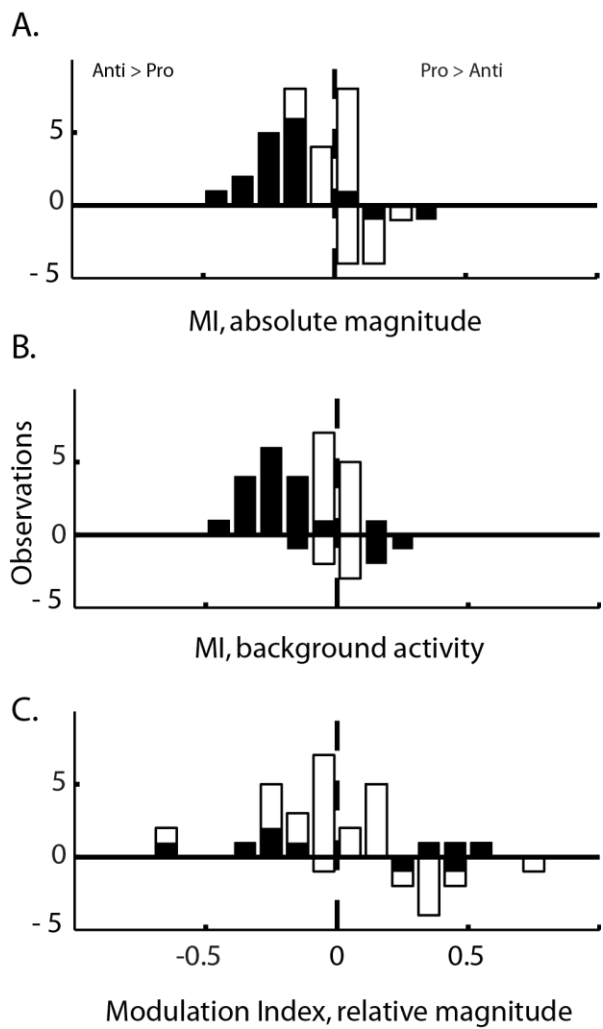 A.
Anti > Pro
Pro > Anti
5
0
- 5
MI, absolute magnitude
B.
Observations
5
0
- 5
MI, background activity
C.
5
0
- 5
-0.5
0
0.5
Modulation Index, relative magnitude